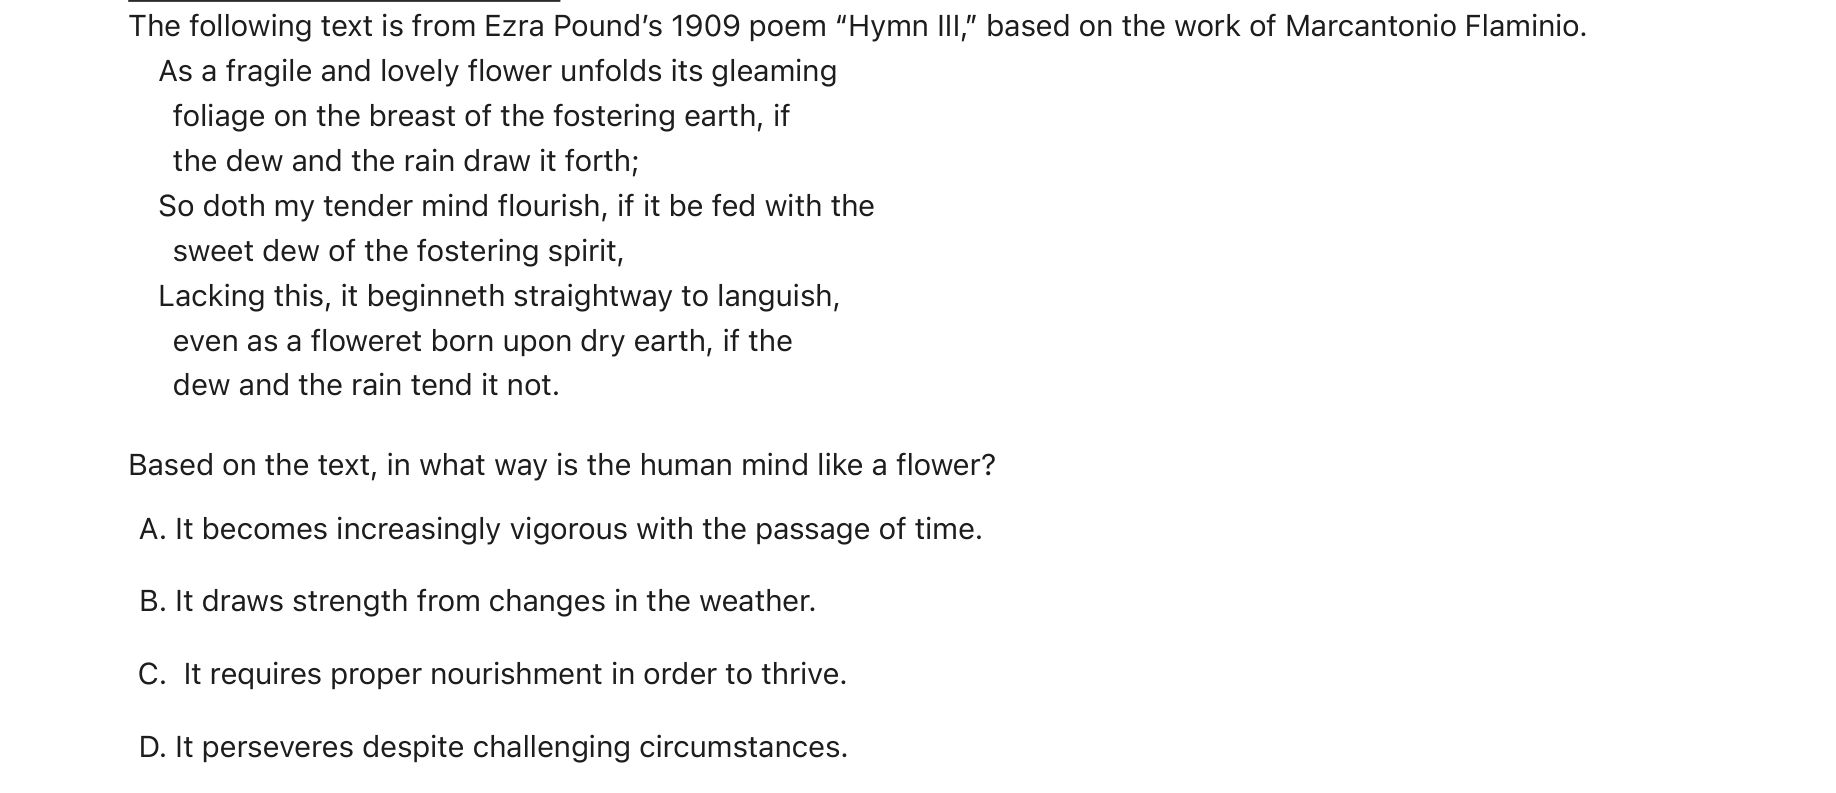 The following text is from Ezra Pound’s 1909 poem “Hymn III,” based on the work of Marcantonio Flaminio.
As a fragile and lovely flower unfolds its gleaming
foliage on the breast of the fostering earth, if
the dew and the rain draw it forth;
So doth my tender mind flourish, if it be fed with the
sweet dew of the fostering spirit,
Lacking this, it beginneth straightway to languish,
even as a floweret born upon dry earth, if the
dew and the rain tend it not.
Based on the text, in what way is the human mind like a flower?
A. It becomes increasingly vigorous with the passage of time.
B. It draws strength from changes in the weather.
C. It requires proper nourishment in order to thrive.
D. It perseveres despite challenging circumstances.